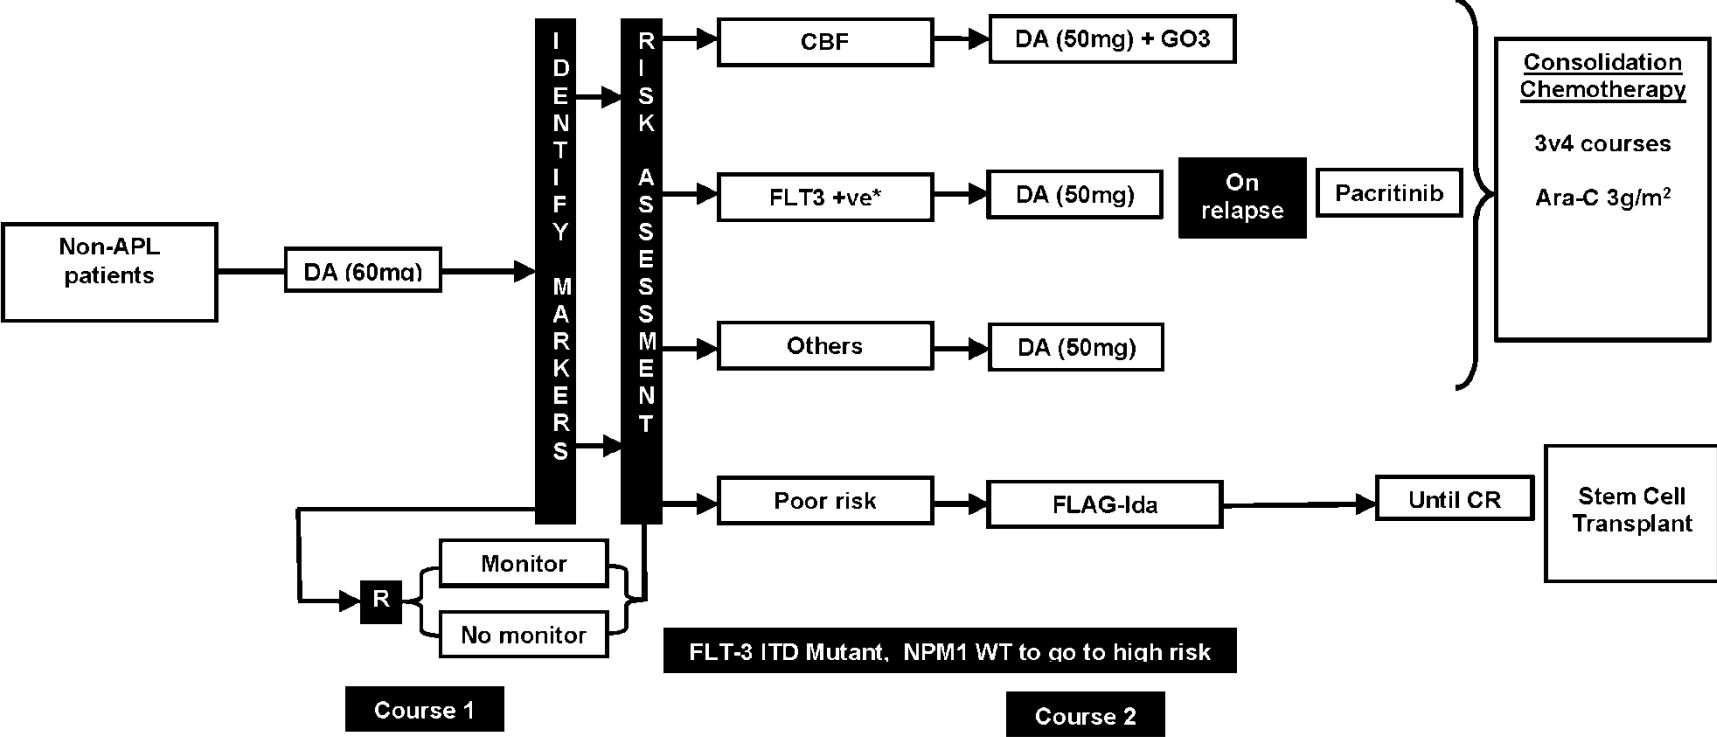 Non-APL
patients
DA (60mg)
IDENTIFY MARKERS
RISK ASSESSMENT
CBF
DA (50mg) + GO3
FLT3 +ve*
DA (50mg)
On
relapse
Pacritinib
Others
DA (50mg)
Poor risk
FLAG-Ida
Until CR
Stem Cell
Transplant
Consolidation
Chemotherapy
3v4 courses
Ara-C 3g/m²
R
Monitor
No monitor
FLT-3 ITD Mutant, NPM1 WT to go to high risk
Course 1
Course 2